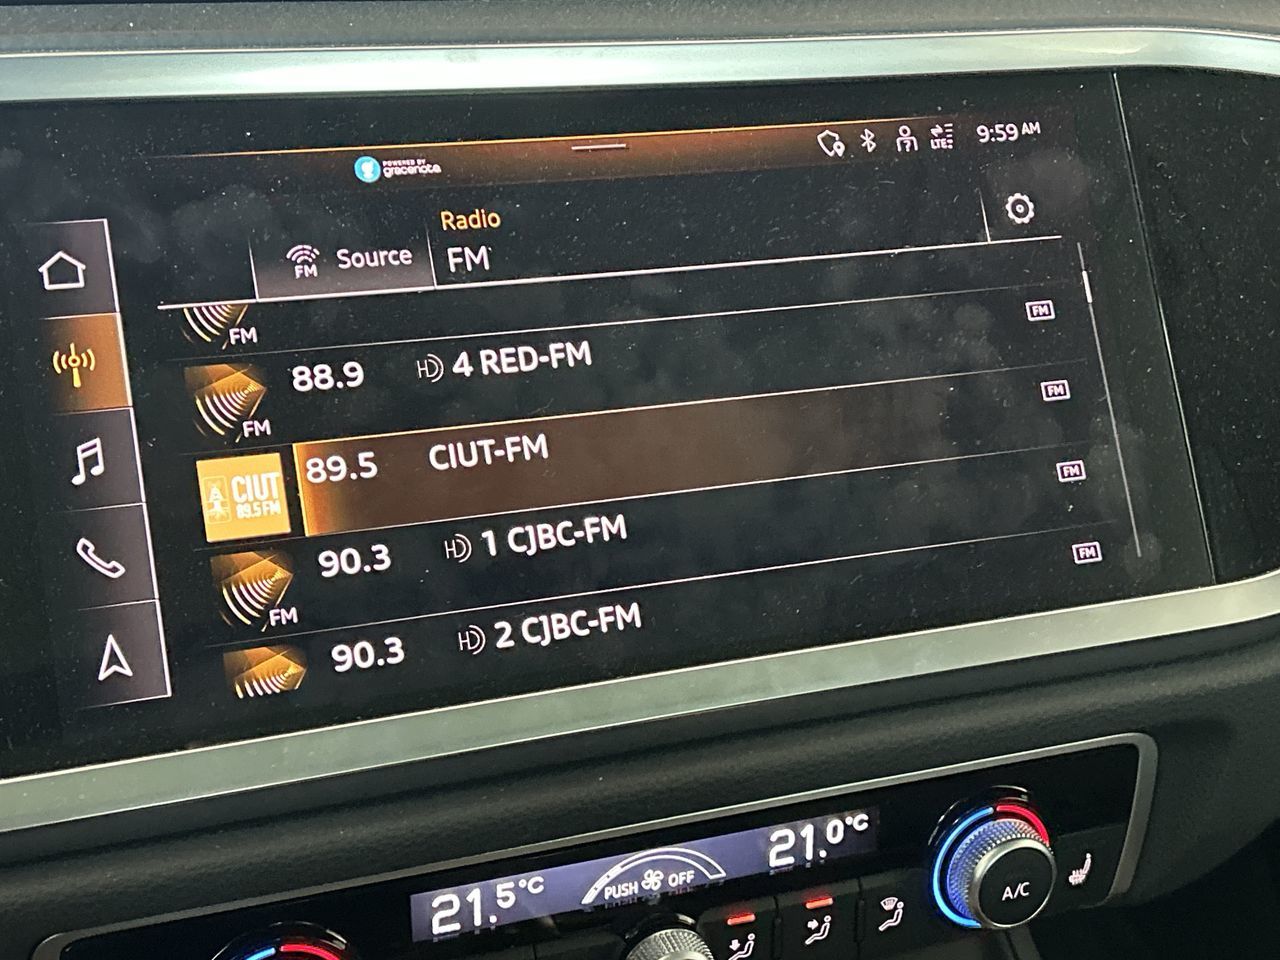 POWERED BY
gracenote
LTE
9:59 AM
Radio
FM Source
FM
FM
FM
88.9 HD 4 RED-FM
FM
FM
CIUT
89.5 FM
89.5 CIUT-FM
FM
90.3 HD 1 CJBC-FM
FM
FM
90.3 HD 2 CJBC-FM
21.5°C
PUSH OFF
21.0°C
A/C